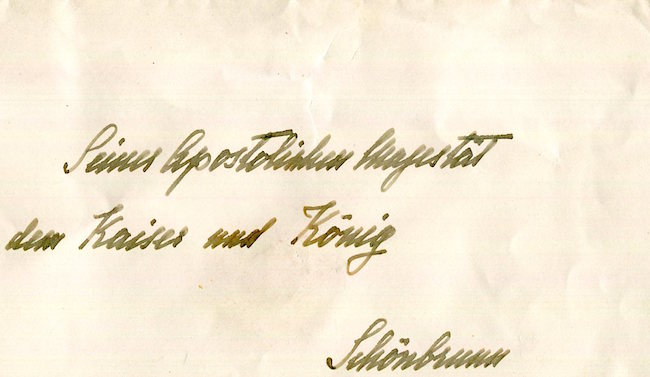 Seiner Apostolischen Majestät
dem Kaiser und König
Schönbrunn